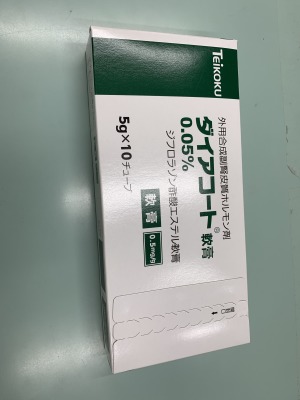 TEIKOKU
外用合成副腎皮質ホルモン剤
ダイアコート®軟膏
0.05%
ジフロラゾン酢酸エステル軟膏
軟膏 0.5mg/g
5g×10チューブ